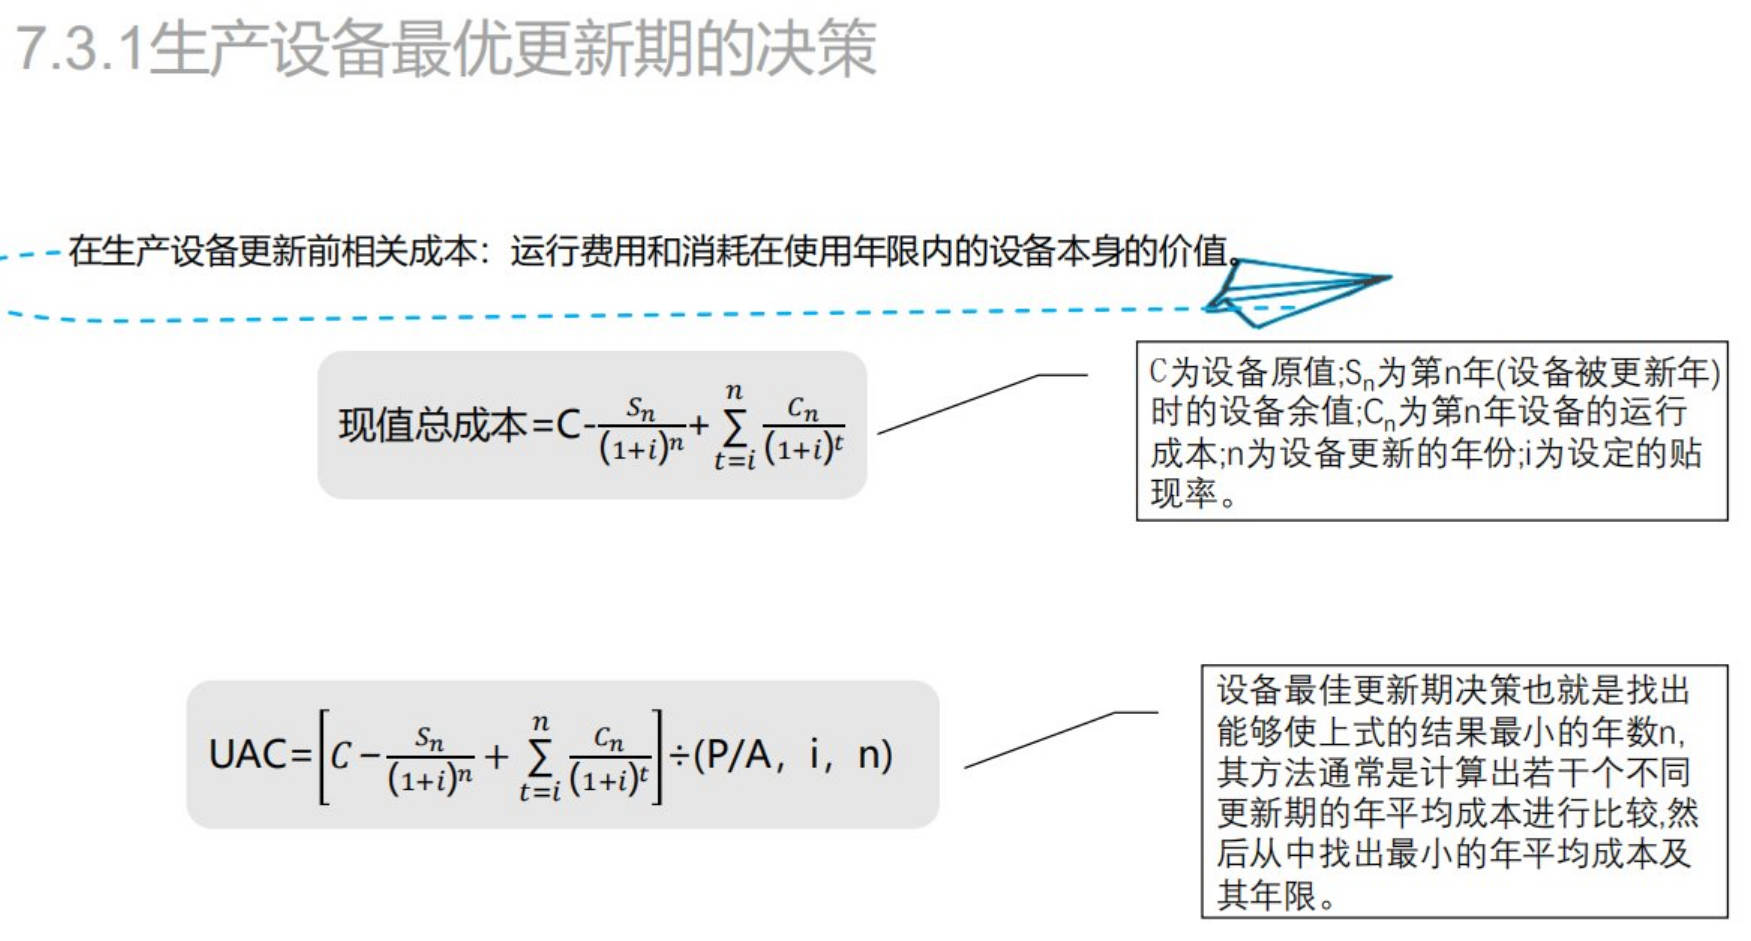 7.3.1生产设备最优更新期的决策
在生产设备更新前相关成本：运行费用和消耗在使用年限内的设备本身的价值。
现值总成本=C-\frac{S_n}{(1+i)^n}+\sum_{t=i}^{n}\frac{C_n}{(1+i)^t}
C为设备原值;Sₙ为第n年(设备被更新年)
时的设备余值;Cₙ为第n年设备的运行
成本;n为设备更新的年份;i为设定的贴
现率。
UAC=[C-\frac{S_n}{(1+i)^n}+\sum_{t=i}^{n}\frac{C_n}{(1+i)^t}]÷(P/A，i，n)
设备最佳更新期决策也就是找出
能够使上式的结果最小的年数n,
其方法通常是计算出若干个不同
更新期的年平均成本进行比较,然
后从中找出最小的年平均成本及
其年限。